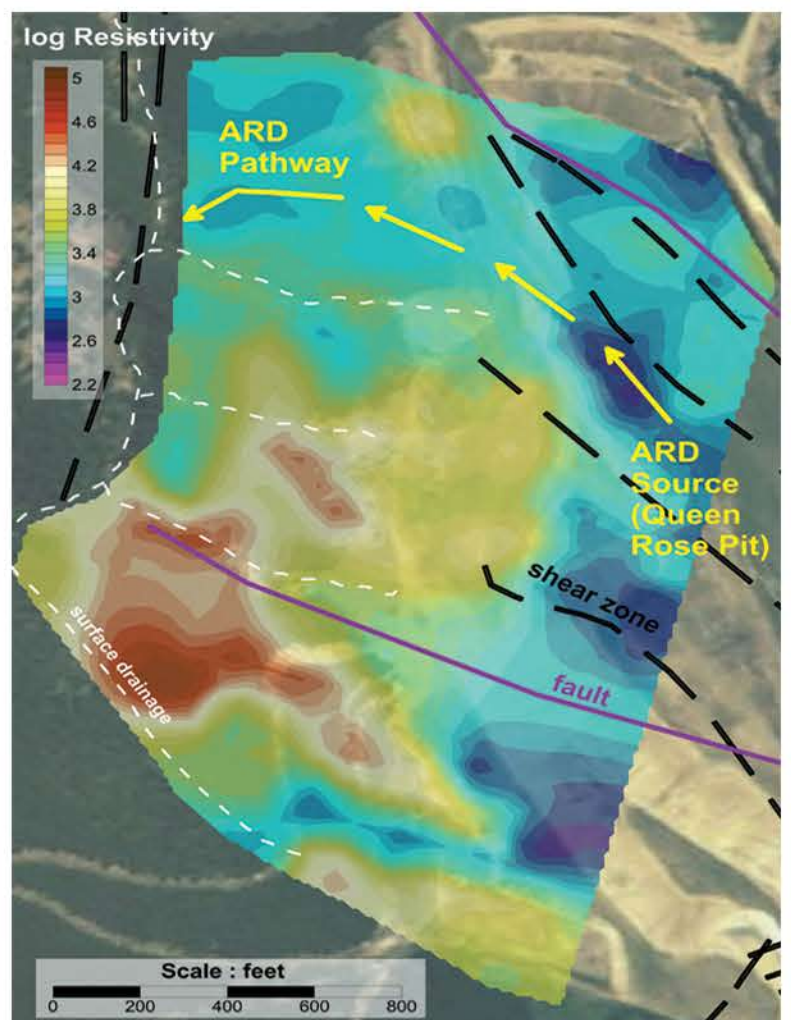 log Resistivity
5
4.6
4.2
3.8
3.4
3
2.6
2.2
ARD
Pathway
ARD
Source
(Queen
Rose Pit)
shear zone
fault
surface drainage
Scale : feet
0 200 400 600 800